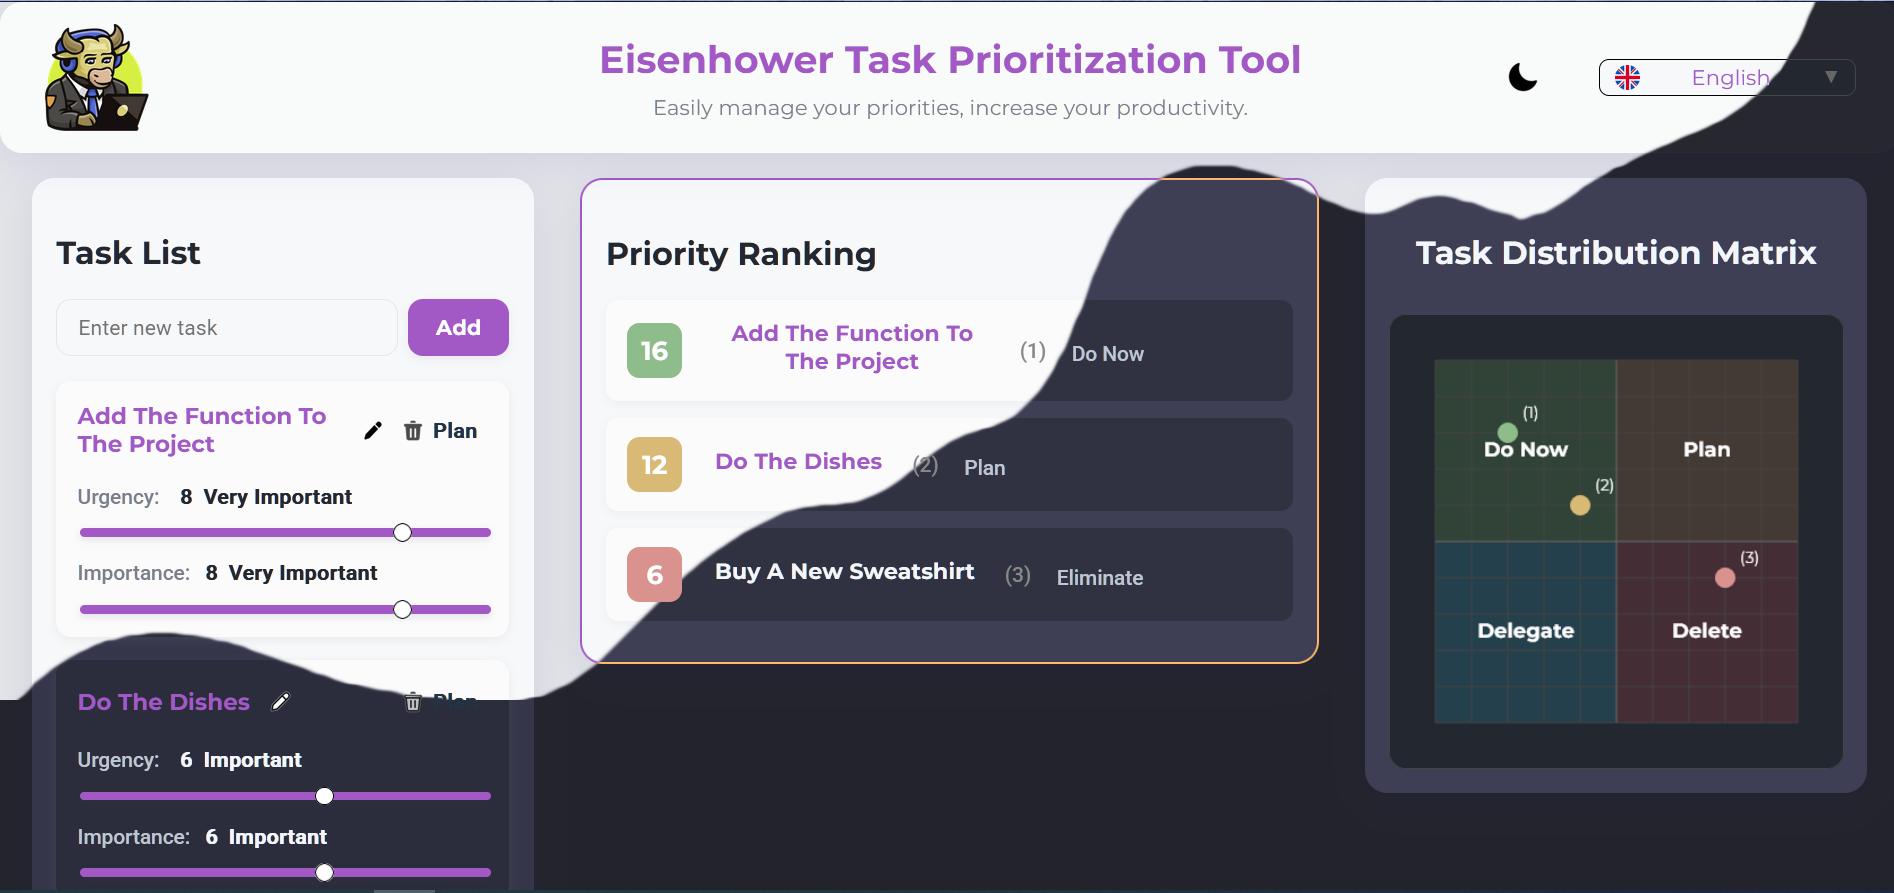 Eisenhower Task Prioritization Tool
Easily manage your priorities, increase your productivity.
English
Task List
Enter new task
Add
Add The Function To
The Project
Plan
Urgency: 8 Very Important
Importance: 8 Very Important
Do The Dishes
Plan
Urgency: 6 Important
Importance: 6 Important
Priority Ranking
16
Add The Function To
The Project
(1) Do Now
12 Do The Dishes (2) Plan
6 Buy A New Sweatshirt (3) Eliminate
Task Distribution Matrix
(1)
Do Now
Plan
(2)
(3)
Delegate
Delete